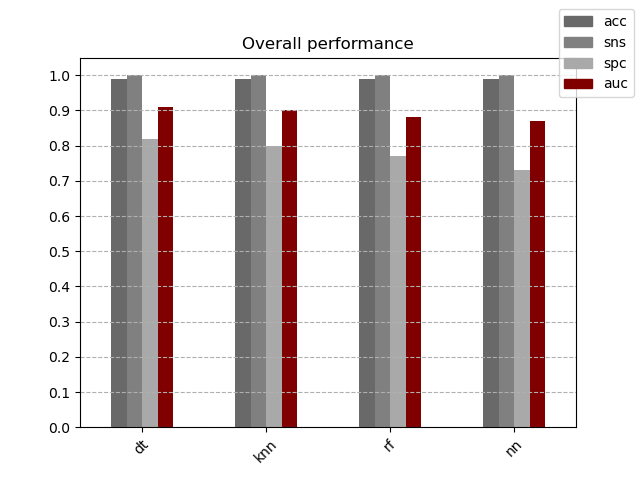 Overall performance
acc
sns
spc
auc
1.0
0.9
0.8
0.7
0.6
0.5
0.4
0.3
0.2
0.1
0.0
dt
knn
rf
nn